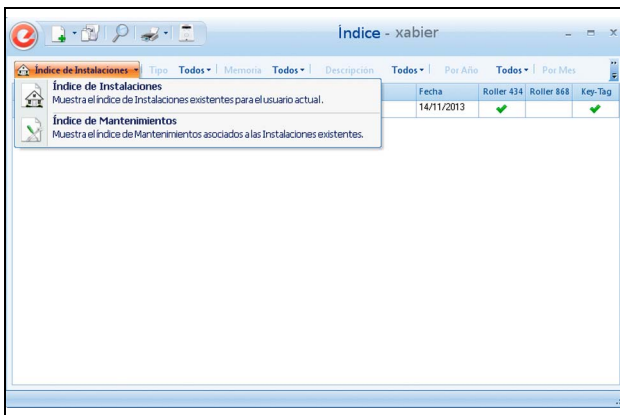 Índice - xabier
Índice de Instalaciones Tipo Todos Memoria Todos Descripción Todos Por Año Todos Por Mes
Índice de Instalaciones
Muestra el índice de Instalaciones existentes para el usuario actual.
Índice de Mantenimientos
Muestra el índice de Mantenimientos asociados a las Instalaciones existentes.
Fecha Roller 434 Roller 868 Key-Tag
14/11/2013